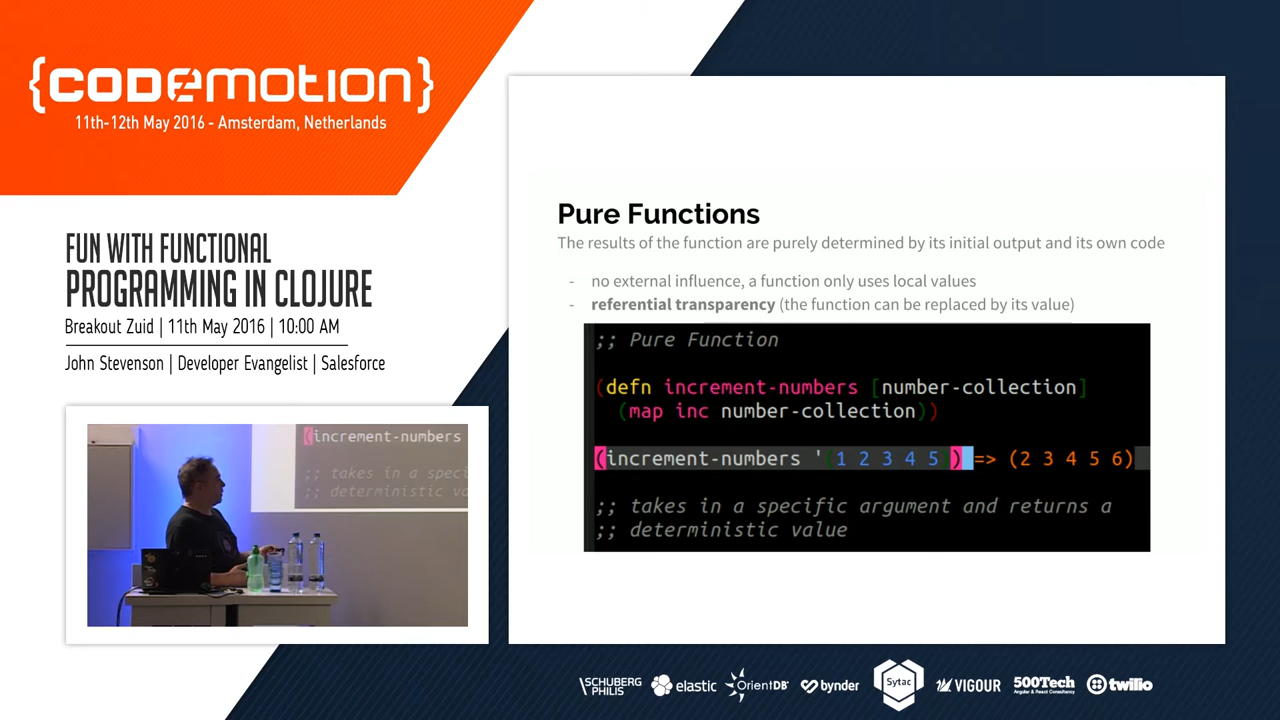 {CODEMOTION}
11th-12th May 2016 - Amsterdam, Netherlands
FUN WITH FUNCTIONAL
PROGRAMMING IN CLOJURE
Breakout Zuid | 11th May 2016 | 10:00 AM
John Stevenson | Developer Evangelist | Salesforce
(increment-numbers
;; takes in a speci
;; deterministic va
Pure Functions
The results of the function are purely determined by its initial output and its own code
- no external influence, a function only uses local values
- referential transparency (the function can be replaced by its value)
;; Pure Function
(defn increment-numbers [number-collection]
(map inc number-collection))
(increment-numbers '(1 2 3 4 5)) => (2 3 4 5 6)
;; takes in a specific argument and returns a
;; deterministic value
SCHUBERG PHILIS elastic OrientDB bynder Sytac VIGOUR 500Tech Angular & React Consultancy twilio